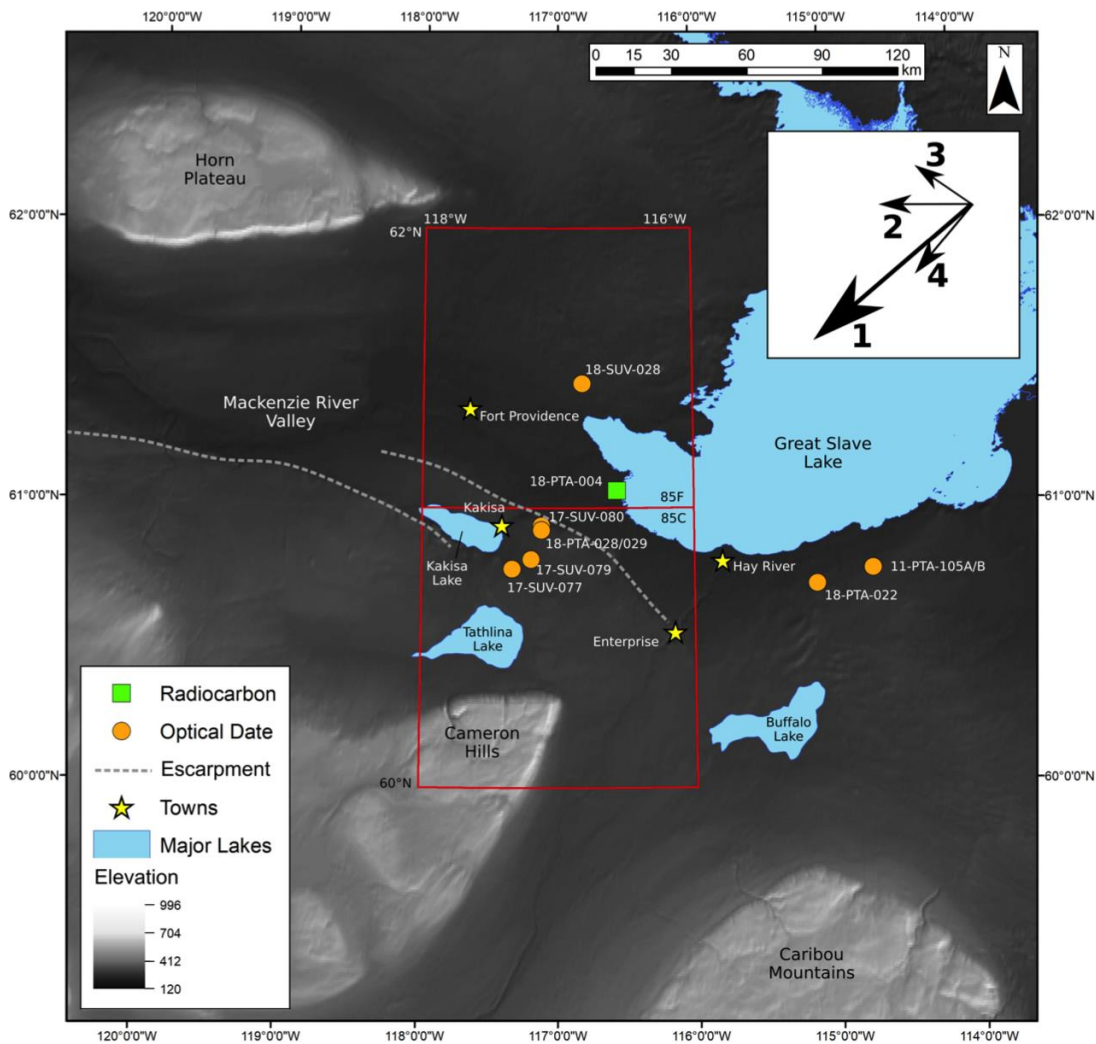 120°0'0"W 119°0'0"W 118°0'0"W 117°0'0"W 116°0'0"W 115°0'0"W 114°0'0"W
0 15 30 60 90 120
km
N
Horn
Plateau
3
2
4
1
62°0'0"N
62°0'0"N
118°W
116°W
62°N
18-SUV-028
Mackenzie River
Valley
Fort Providence
Great Slave
Lake
18-PTA-004
61°0'0"N
61°0'0"N
85F
85C
Kakisa
17-SUV-080
18-PTA-028/029
Kakisa
Lake
17-SUV-079
17-SUV-077
Hay River
11-PTA-105A/B
18-PTA-022
Tathlina
Lake
Enterprise
Buffalo
Lake
Cameron
Hills
60°N
60°0'0"N
60°0'0"N
Radiocarbon
Optical Date
Escarpment
Towns
Major Lakes
Elevation
996
704
412
120
Caribou
Mountains
120°0'0"W 119°0'0"W 118°0'0"W 117°0'0"W 116°0'0"W 115°0'0"W 114°0'0"W